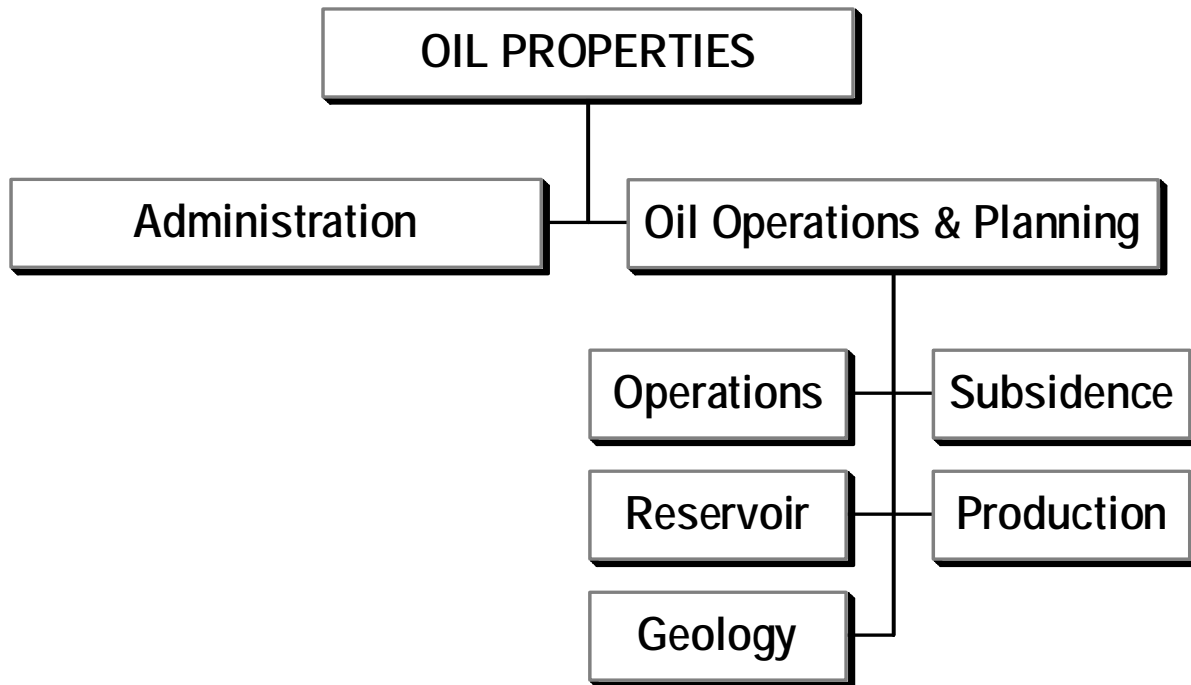 OIL PROPERTIES
Administration
Oil Operations & Planning
Operations
Subsidence
Reservoir
Production
Geology